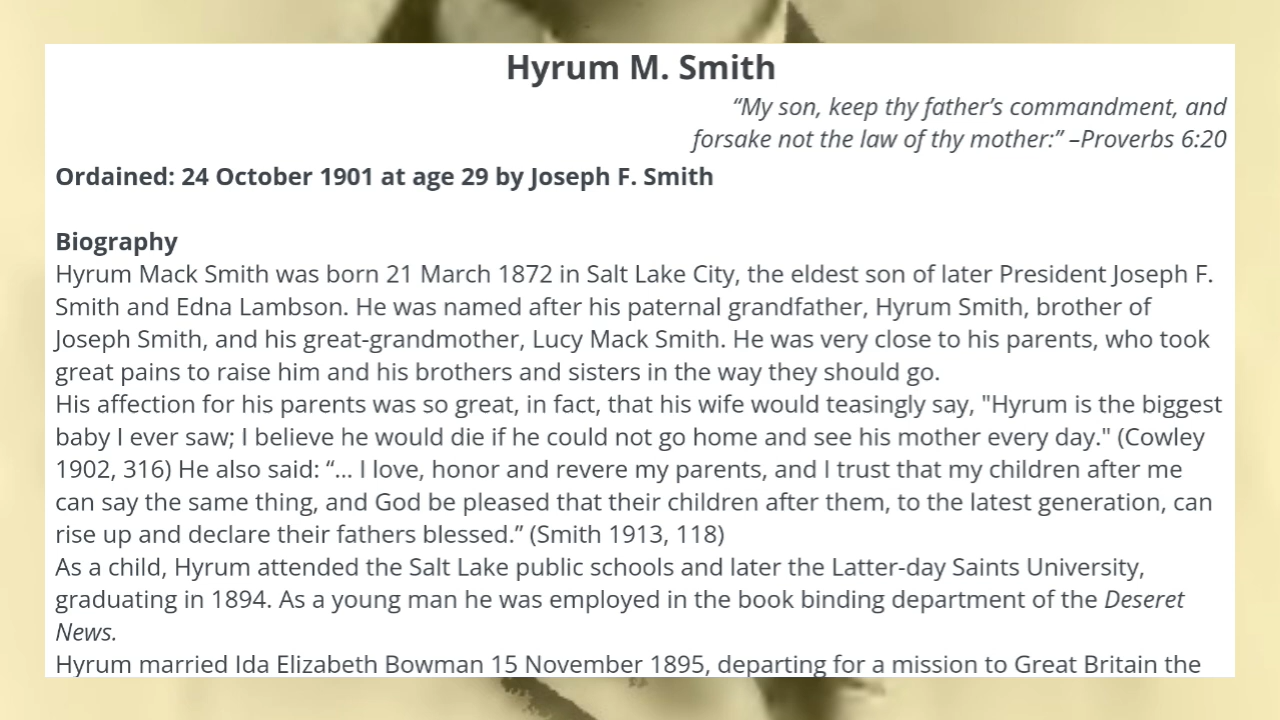 Hyrum M. Smith
“My son, keep thy father’s commandment, and
forsake not the law of thy mother:” –Proverbs 6:20
Ordained: 24 October 1901 at age 29 by Joseph F. Smith
Biography
Hyrum Mack Smith was born 21 March 1872 in Salt Lake City, the eldest son of later President Joseph F.
Smith and Edna Lambson. He was named after his paternal grandfather, Hyrum Smith, brother of
Joseph Smith, and his great-grandmother, Lucy Mack Smith. He was very close to his parents, who took
great pains to raise him and his brothers and sisters in the way they should go.
His affection for his parents was so great, in fact, that his wife would teasingly say, "Hyrum is the biggest
baby I ever saw; I believe he would die if he could not go home and see his mother every day." (Cowley
1902, 316) He also said: “… I love, honor and revere my parents, and I trust that my children after me
can say the same thing, and God be pleased that their children after them, to the latest generation, can
rise up and declare their fathers blessed.” (Smith 1913, 118)
As a child, Hyrum attended the Salt Lake public schools and later the Latter-day Saints University,
graduating in 1894. As a young man he was employed in the book binding department of the Deseret
News.
Hyrum married Ida Elizabeth Bowman 15 November 1895, departing for a mission to Great Britain the